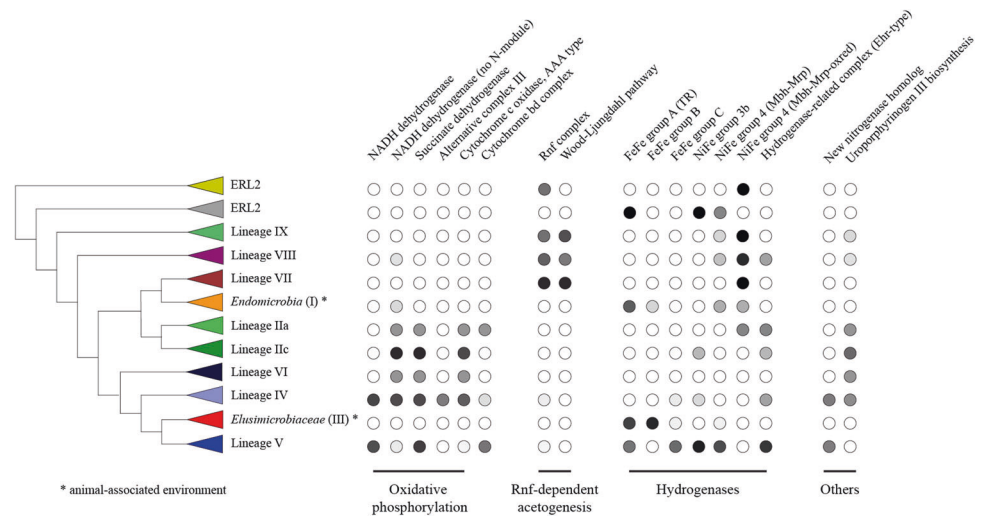 NADH dehydrogenase
NADH dehydrogenase (no N-module)
Succinate dehydrogenase
Alternative complex III
Cytochrome c oxidase, AAA type
Cytochrome bd complex
Rnf complex
Wood-Ljungdahl pathway
FeFe group A (TR)
FeFe group B
FeFe group C
NiFe group 3b
NiFe group 4 (Mbh-Mrp)
NiFe group 4 (Mbh-Mrp-oxred)
Hydrogenase-related complex (Ehr-type)
New nitrogenase homolog
Uroporphyrinogen III biosynthesis
ERL2
ERL2
Lineage IX
Lineage VIII
Lineage VII
Endomicrobia (I) *
Lineage IIa
Lineage IIc
Lineage VI
Lineage IV
Elusimicrobiaceae (III) *
Lineage V
* animal-associated environment
Oxidative
phosphorylation
Rnf-dependent
acetogenesis
Hydrogenases
Others